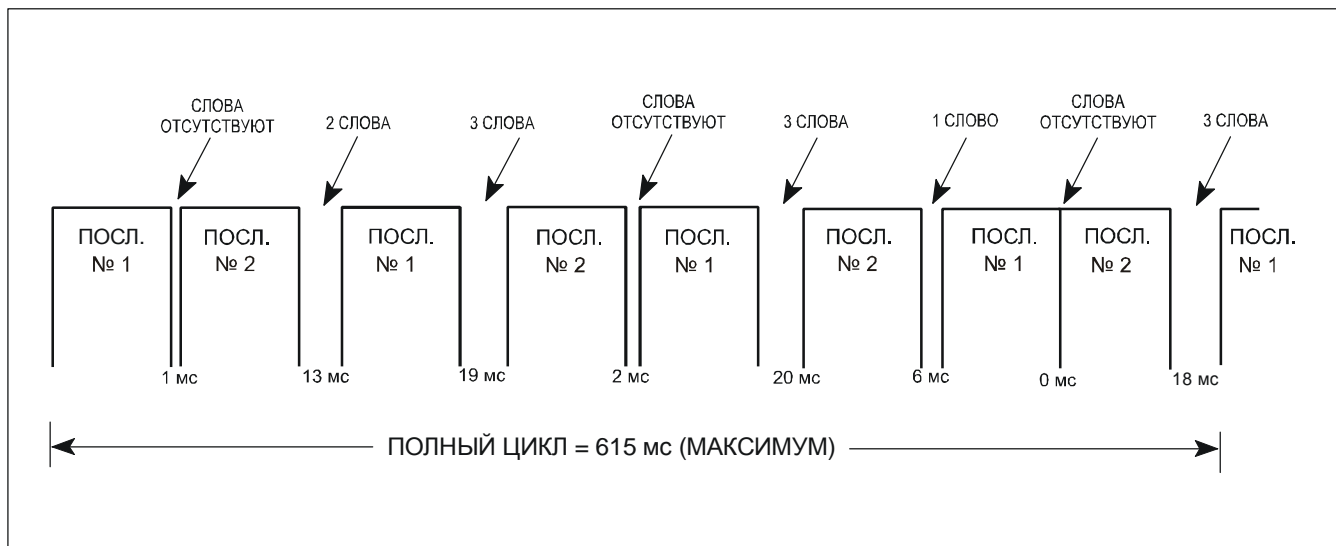 СЛОВА
ОТСУТСТВУЮТ
2 СЛОВА
3 СЛОВА
СЛОВА
ОТСУТСТВУЮТ
3 СЛОВА
1 СЛОВО
СЛОВА
ОТСУТСТВУЮТ
3 СЛОВА
ПОСЛ.
№ 1
ПОСЛ.
№ 2
ПОСЛ.
№ 1
ПОСЛ.
№ 2
ПОСЛ.
№ 1
ПОСЛ.
№ 2
ПОСЛ.
№ 1
ПОСЛ.
№ 2
ПОСЛ.
№ 1
1 мс
13 мс
19 мс
2 мс
20 мс
6 мс
0 мс
18 мс
ПОЛНЫЙ ЦИКЛ = 615 мс (МАКСИМУМ)